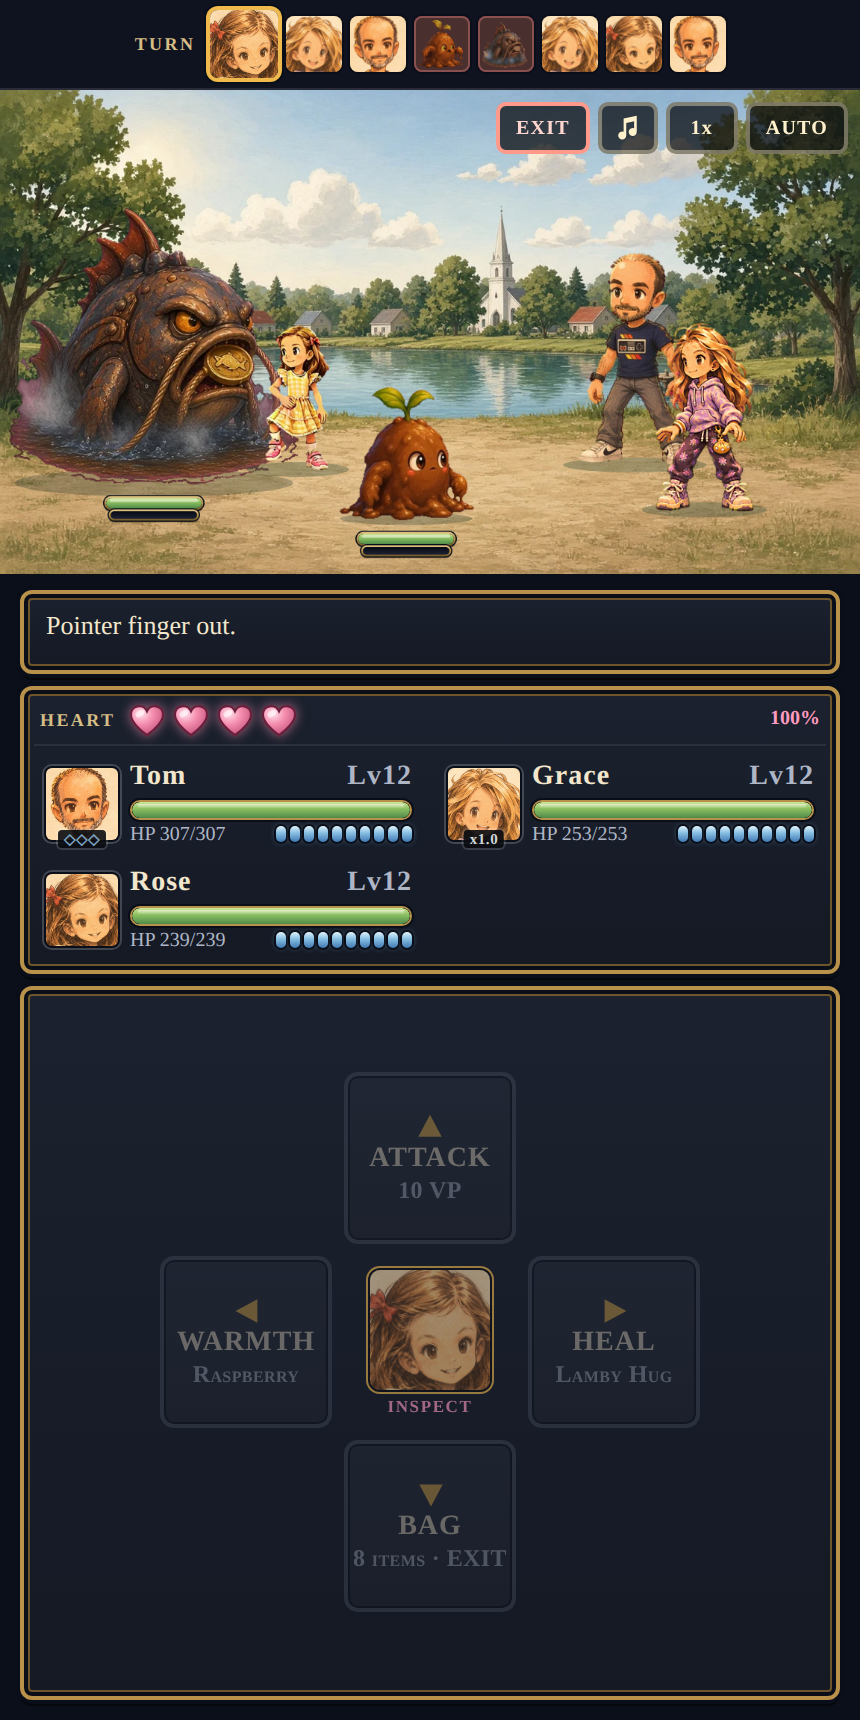 TURN
EXIT
1x
AUTO
Pointer finger out.
HEART
100%
Tom Lv12
HP 307/307
Grace Lv12
x1.0
HP 253/253
Rose Lv12
HP 239/239
ATTACK
10 VP
WARMTH
Raspberry
INSPECT
HEAL
Lamby Hug
BAG
8 items · EXIT